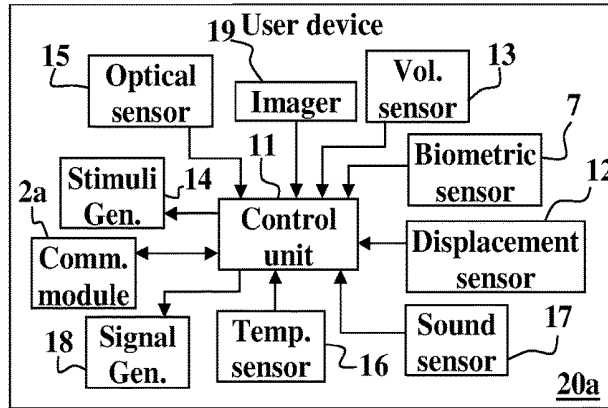 19
User device
15
Optical
sensor
Imager
Vol.
sensor
13
7
11
Biometric
sensor
Stimuli
Gen.
14
2a
Control
unit
12
Comm.
module
Displacement
sensor
Signal
Gen.
18
Temp.
sensor
16
Sound
sensor
17
20a